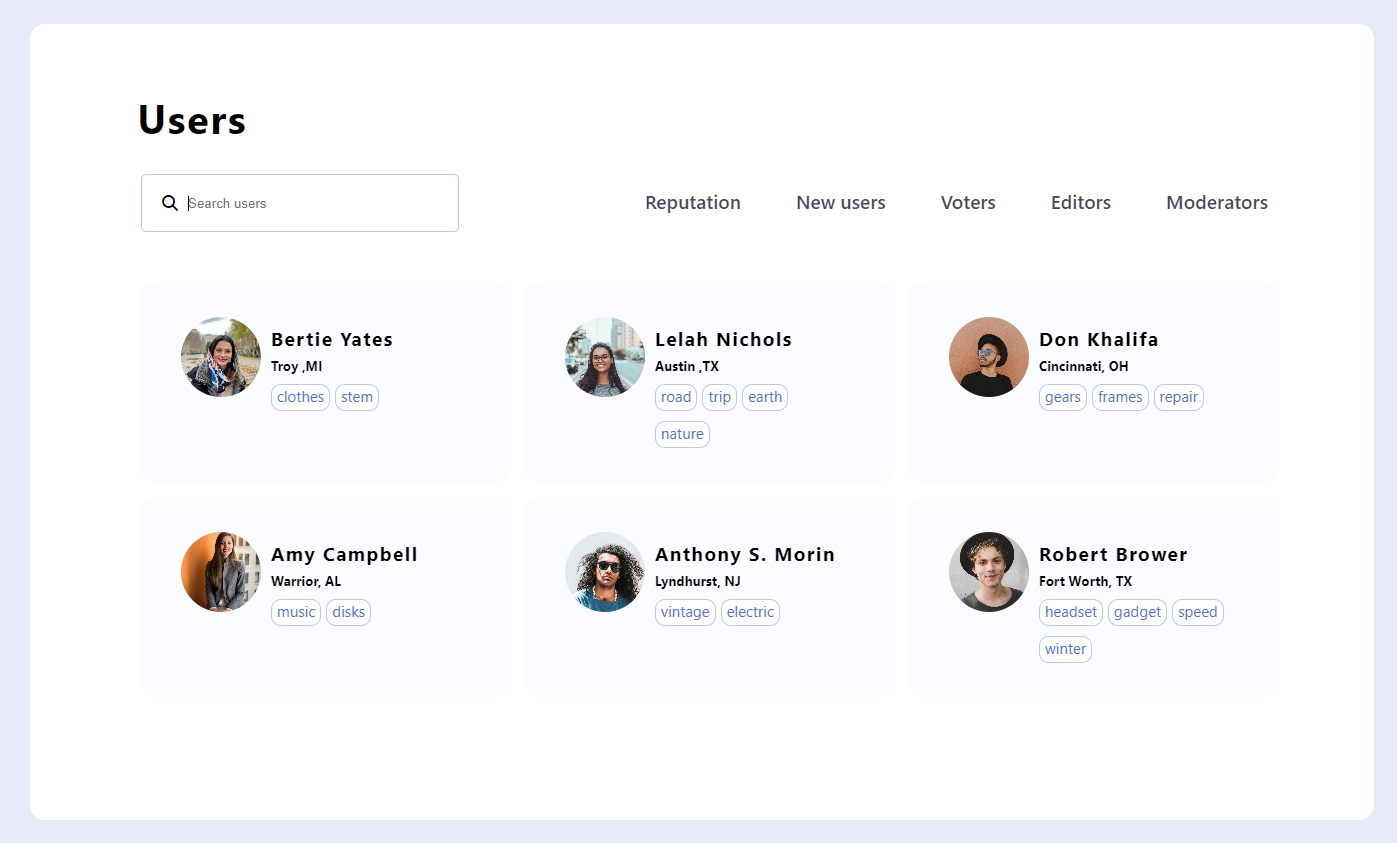 Users
Search users
Reputation New users Voters Editors Moderators
Bertie Yates
Troy ,MI
clothes stem
Lelah Nichols
Austin ,TX
road trip earth
nature
Don Khalifa
Cincinnati, OH
gears frames repair
Amy Campbell
Warrior, AL
music disks
Anthony S. Morin
Lyndhurst, NJ
vintage electric
Robert Brower
Fort Worth, TX
headset gadget speed
winter